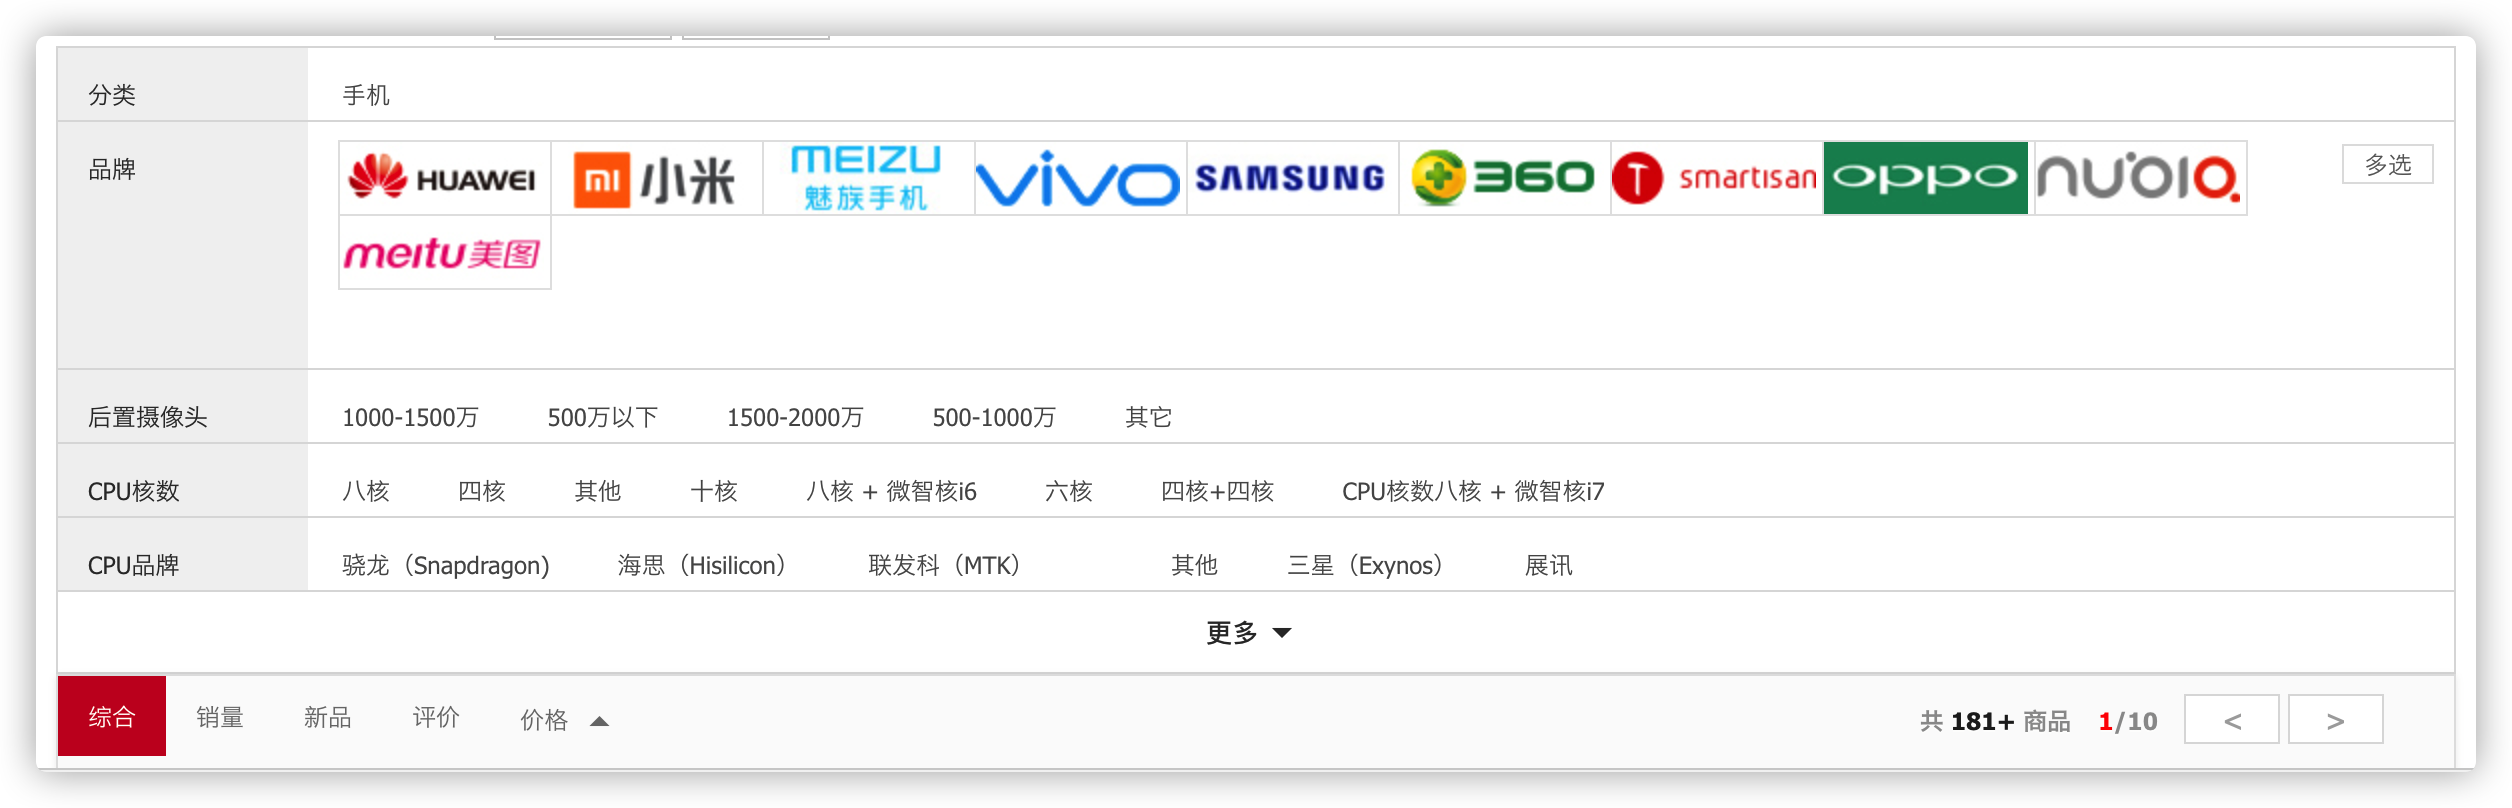 分类 手机
品牌 HUAWEI mi 小米 MEIZU 魅族手机 vivo SAMSUNG 360 T smartisan oppo nubia 多选
meitu 美图
后置摄像头 1000-1500万 500万以下 1500-2000万 500-1000万 其它
CPU核数 八核 四核 其他 十核 八核 + 微智核i6 六核 四核+四核 CPU核数八核 + 微智核i7
CPU品牌 骁龙（Snapdragon) 海思（Hisilicon） 联发科（MTK） 其他 三星（Exynos） 展讯
更多
综合 销量 新品 评价 价格 共 181+ 商品 1/10 < >